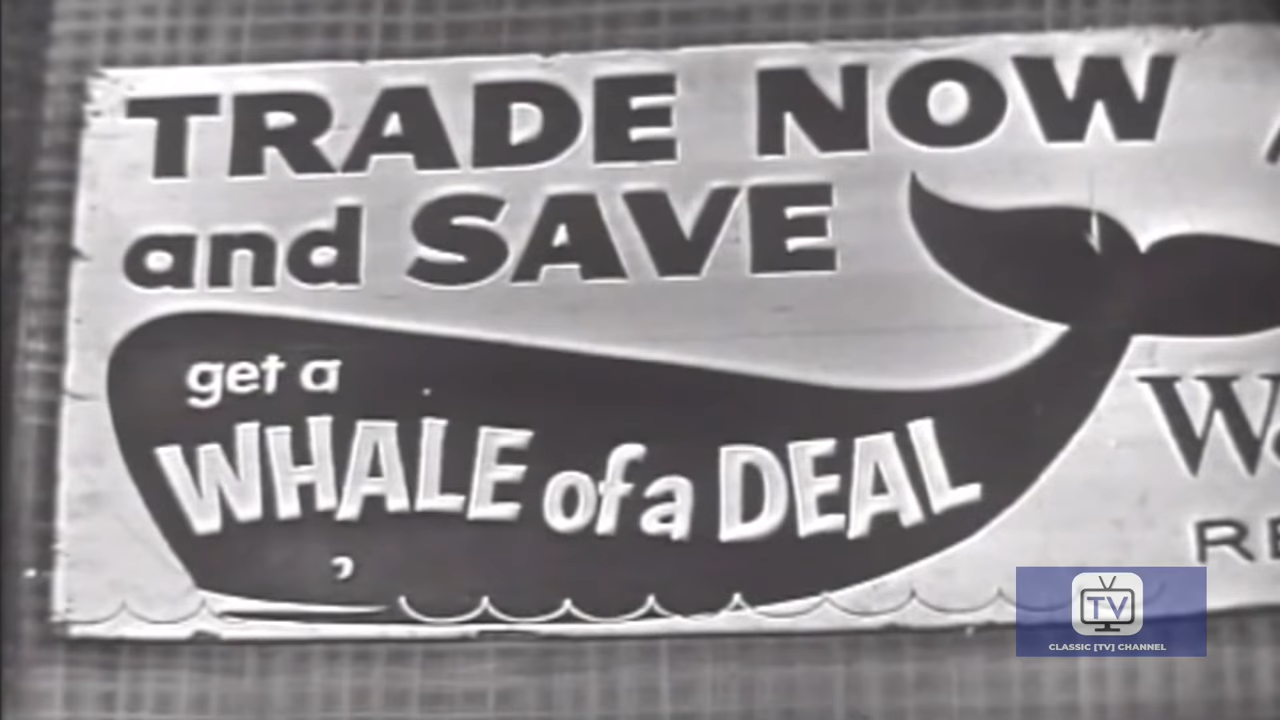 TRADE NOW
and SAVE
get a
WHALE of a DEAL
TV
CLASSIC [TV] CHANNEL